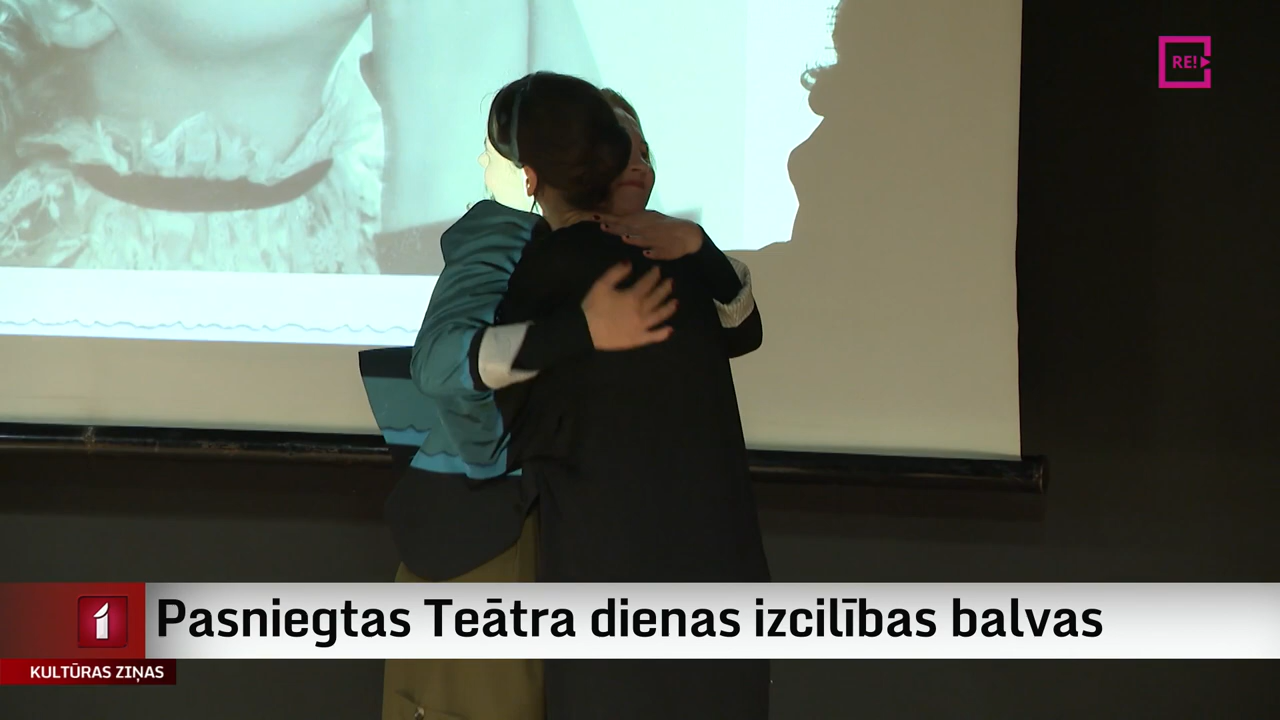 RE!
Pasniegtas Teātra dienas izcilības balvas
1
KULTŪRAS ZIŅAS